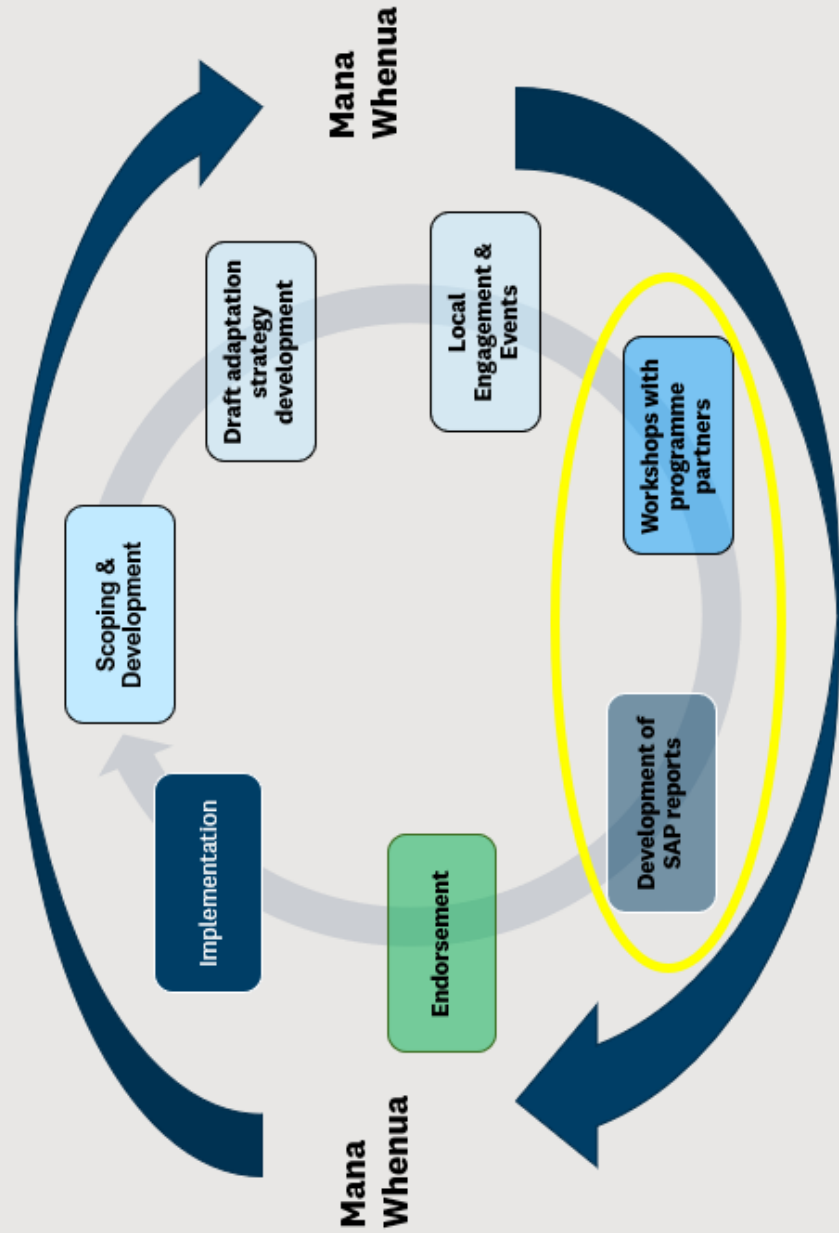 Scoping &
Development
Draft adaptation
strategy
development
Mana
Whenua
Local
Engagement &
Events
Workshops with
programme
partners
Development of
SAP reports
Endorsement
Mana
Whenua
Implementation